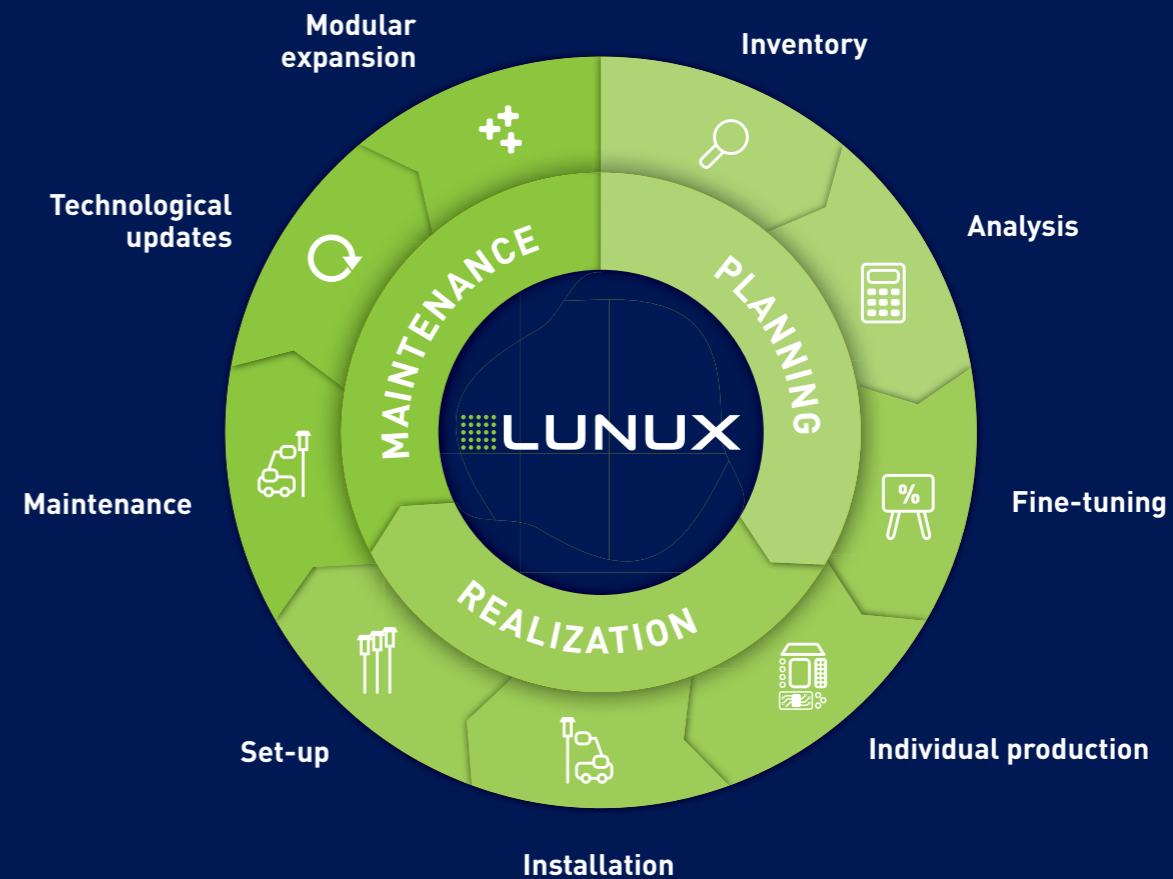 Modular
expansion
Inventory
Technological
updates
Analysis
MAINTENANCE
PLANNING
LUNUX
Maintenance
%
Fine-tuning
REALIZATION
Set-up
Individual production
Installation